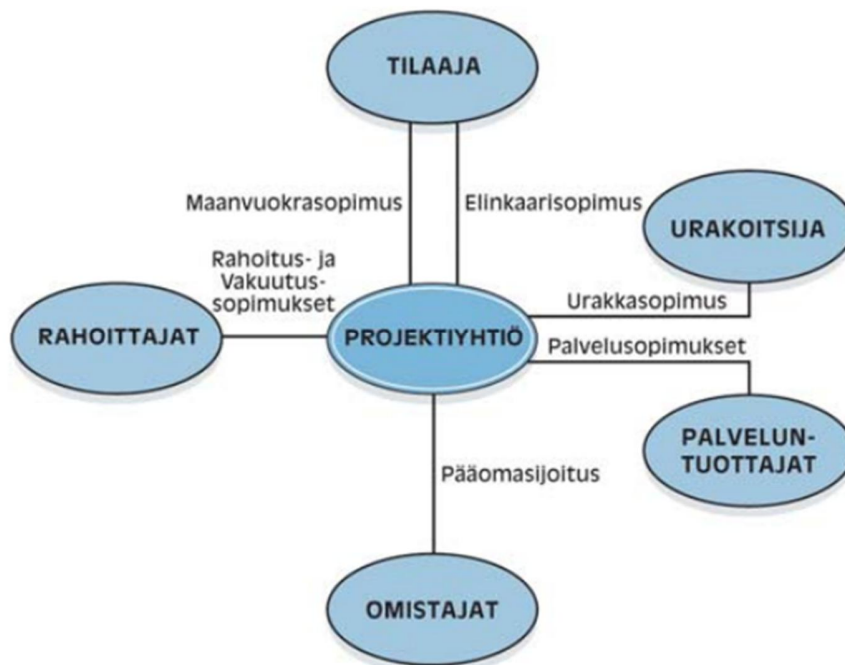 TILAAJA
Maanvuokrasopimus
Elinkaarisopimus
URAKOITSIJA
Rahoitus- ja
Vakuutus-
sopimukset
Urakkasopimus
RAHOITTAJAT
PROJEKTIYHTIÖ
Palvelusopimukset
PALVELUN-
TUOTTAJAT
Pääomasijoitus
OMISTAJAT